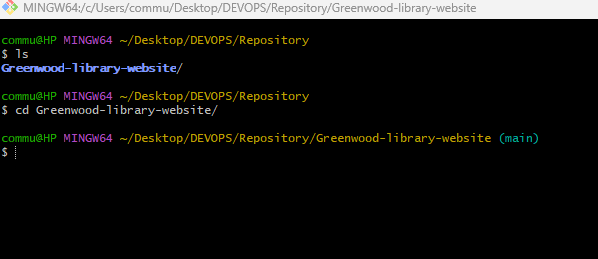 MINGW64:/c/Users/commu/Desktop/DEVOPS/Repository/Greenwood-library-website
commu@HP MINGW64 ~/Desktop/DEVOPS/Repository
$ ls
Greenwood-library-website/
commu@HP MINGW64 ~/Desktop/DEVOPS/Repository
$ cd Greenwood-library-website/
commu@HP MINGW64 ~/Desktop/DEVOPS/Repository/Greenwood-library-website (main)
$